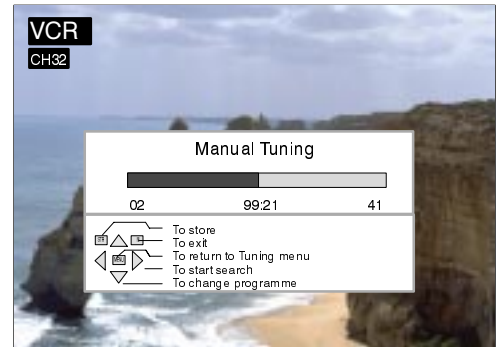 VCR
CH32
Manual Tuning
02 99:21 41
To store
To exit
To return to Tuning menu
To start search
To change programme